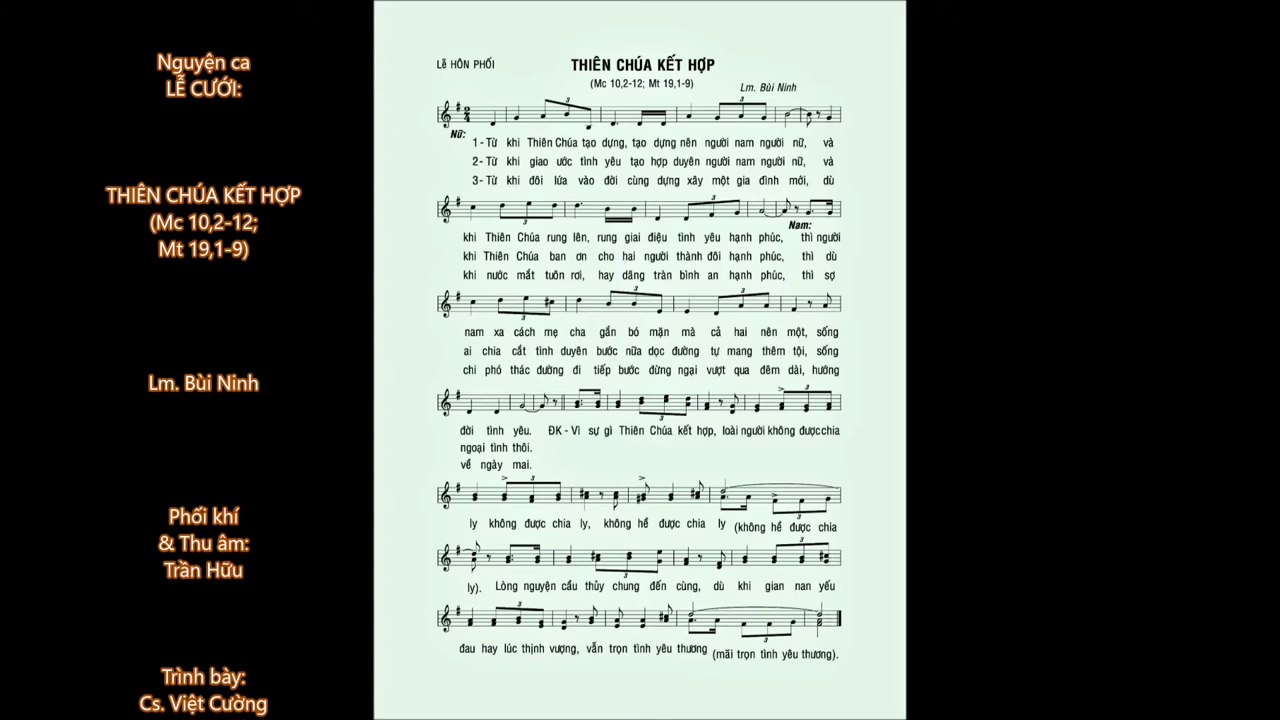 Nguyện ca
LỄ CƯỚI:
THIÊN CHÚA KẾT HỢP
(Mc 10,2-12;
Mt 19,1-9)
Lm. Bùi Ninh
Phối khí
& Thu âm:
Trần Hữu
Trình bày:
Cs. Việt Cường
Lễ HÔN PHỐI
THIÊN CHÚA KẾT HỢP
(Mc 10,2-12; Mt 19,1-9)
Lm. Bùi Ninh
Nữ:
1- Từ khi Thiên Chúa tạo dựng, tạo dựng nên người nam người nữ, và
2- Từ khi giao ước tình yêu tạo hợp duyên người nam người nữ, và
3- Từ khi đôi lứa vào đời cùng dựng xây một gia đình mới, dù
Nam:
khi Thiên Chúa rung lên, rung giai điệu tình yêu hạnh phúc, thì người
khi Thiên Chúa ban ơn cho hai người thành đôi hạnh phúc, thì dù
khi nước mắt tuôn rơi, hay dâng tràn bình an hạnh phúc, thì sợ
nam xa cách mẹ cha gắn bó mặn mà cả hai nên một, sống
ai chia cắt tình duyên bước nữa dọc đường tự mang thêm tội, sống
chi phó thác đường đi tiếp bước đừng ngại vượt qua đêm dài, hướng
đời tình yêu. ĐK - Vì sự gì Thiên Chúa kết hợp, loài người không được chia
ngoại tình thôi.
về ngày mai.
ly không được chia ly, không hề được chia ly (không hề được chia
ly). Lòng nguyện cầu thủy chung đến cùng, dù khi gian nan yếu
đau hay lúc thịnh vượng, vẫn trọn tình yêu thương (mãi trọn tình yêu thương).